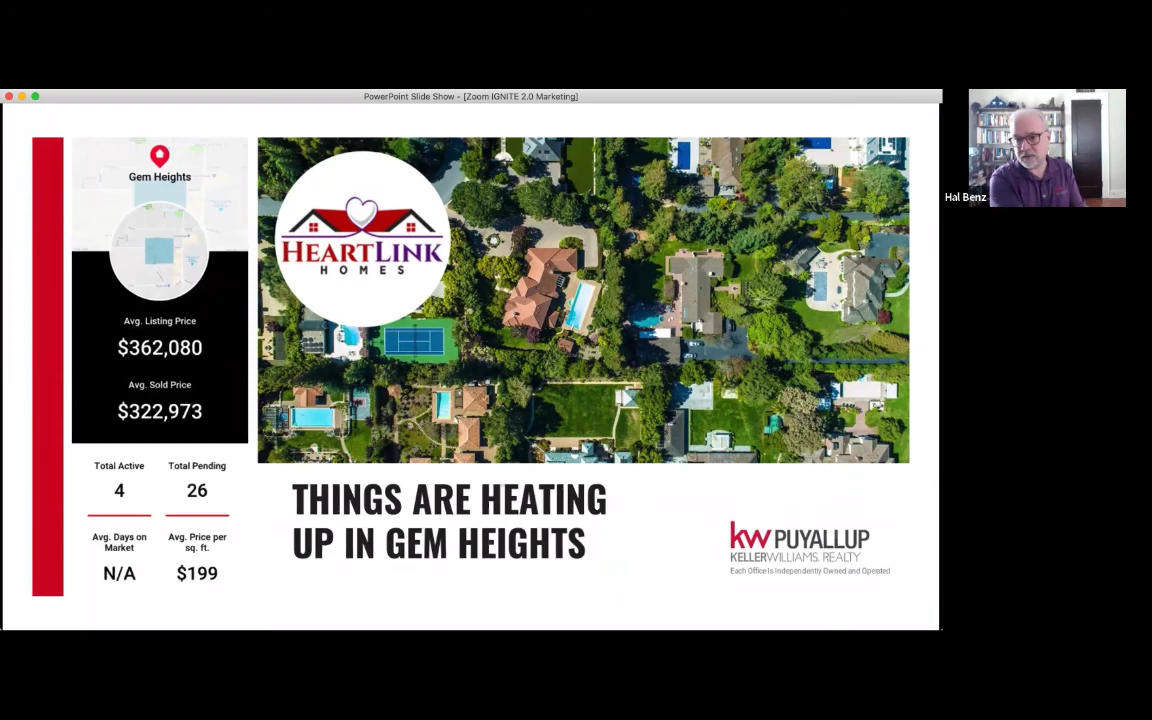 PowerPoint Slide Show - [Zoom IGNITE 2.0 Marketing]
Gem Heights
Avg. Listing Price
$362,080
Avg. Sold Price
$322,973
Total Active
4
Total Pending
26
Avg. Days on
Market
N/A
Avg. Price per
sq. ft.
$199
HEARTLINK
HOMES
THINGS ARE HEATING
UP IN GEM HEIGHTS
kw PUYALLUP
KELLERWILLIAMS. REALTY
Each Office Is Independently Owned and Operated
Hal Benz